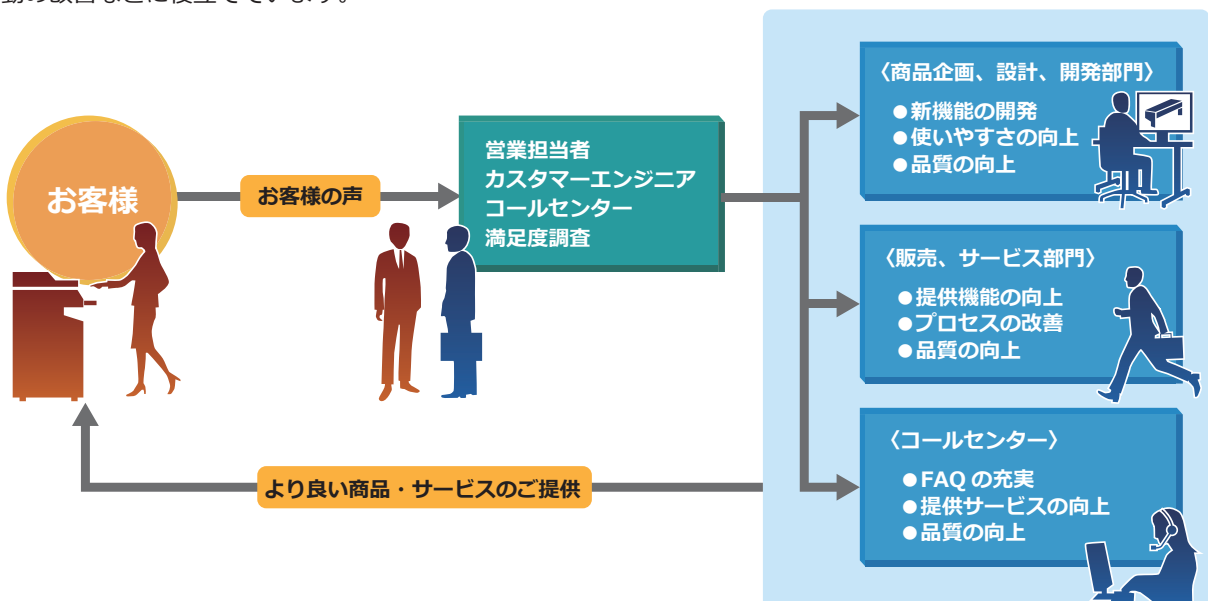 お客様
お客様の声
営業担当者
カスタマーエンジニア
コールセンター
満足度調査
〈商品企画、設計、開発部門〉
●新機能の開発
●使いやすさの向上
●品質の向上
〈販売、サービス部門〉
●提供機能の向上
●プロセスの改善
●品質の向上
〈コールセンター〉
●FAQ の充実
●提供サービスの向上
●品質の向上
より良い商品・サービスのご提供